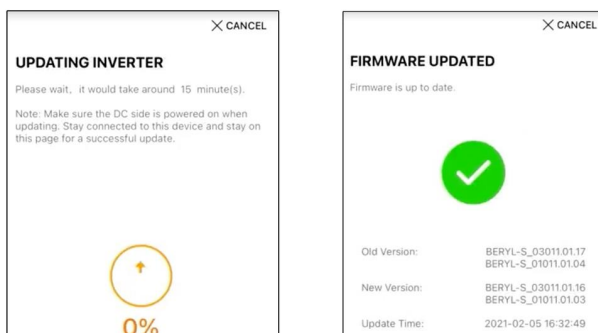 X CANCEL
UPDATING INVERTER
Please wait, it would take around 15 minute(s).
Note: Make sure the DC side is powered on when
updating. Stay connected to this device and stay on
this page for a successful update.
0%
X CANCEL
FIRMWARE UPDATED
Firmware is up to date.
Old Version: BERYL-S_03011.01.17
BERYL-S_01011.01.04
New Version: BERYL-S_03011.01.16
BERYL-S_01011.01.03
Update Time: 2021-02-05 16:32:49